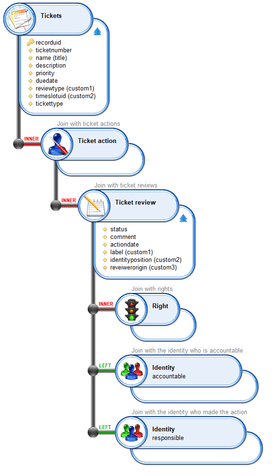 Tickets
recorduid
ticketnumber
name (title)
description
priority
duedate
reviewtype (custom1)
timeslotuid (custom2)
tickettype
Join with ticket actions
INNER
Ticket action
Join with ticket reviews
INNER
Ticket review
status
comment
actiondate
label (custom1)
identityposition (custom2)
reveiwerorigin (custom3)
Join with rights
INNER
Right
Join with the identity who is accountable
LEFT
Identity
accountable
Join with the identity who made the action
LEFT
Identity
responsible